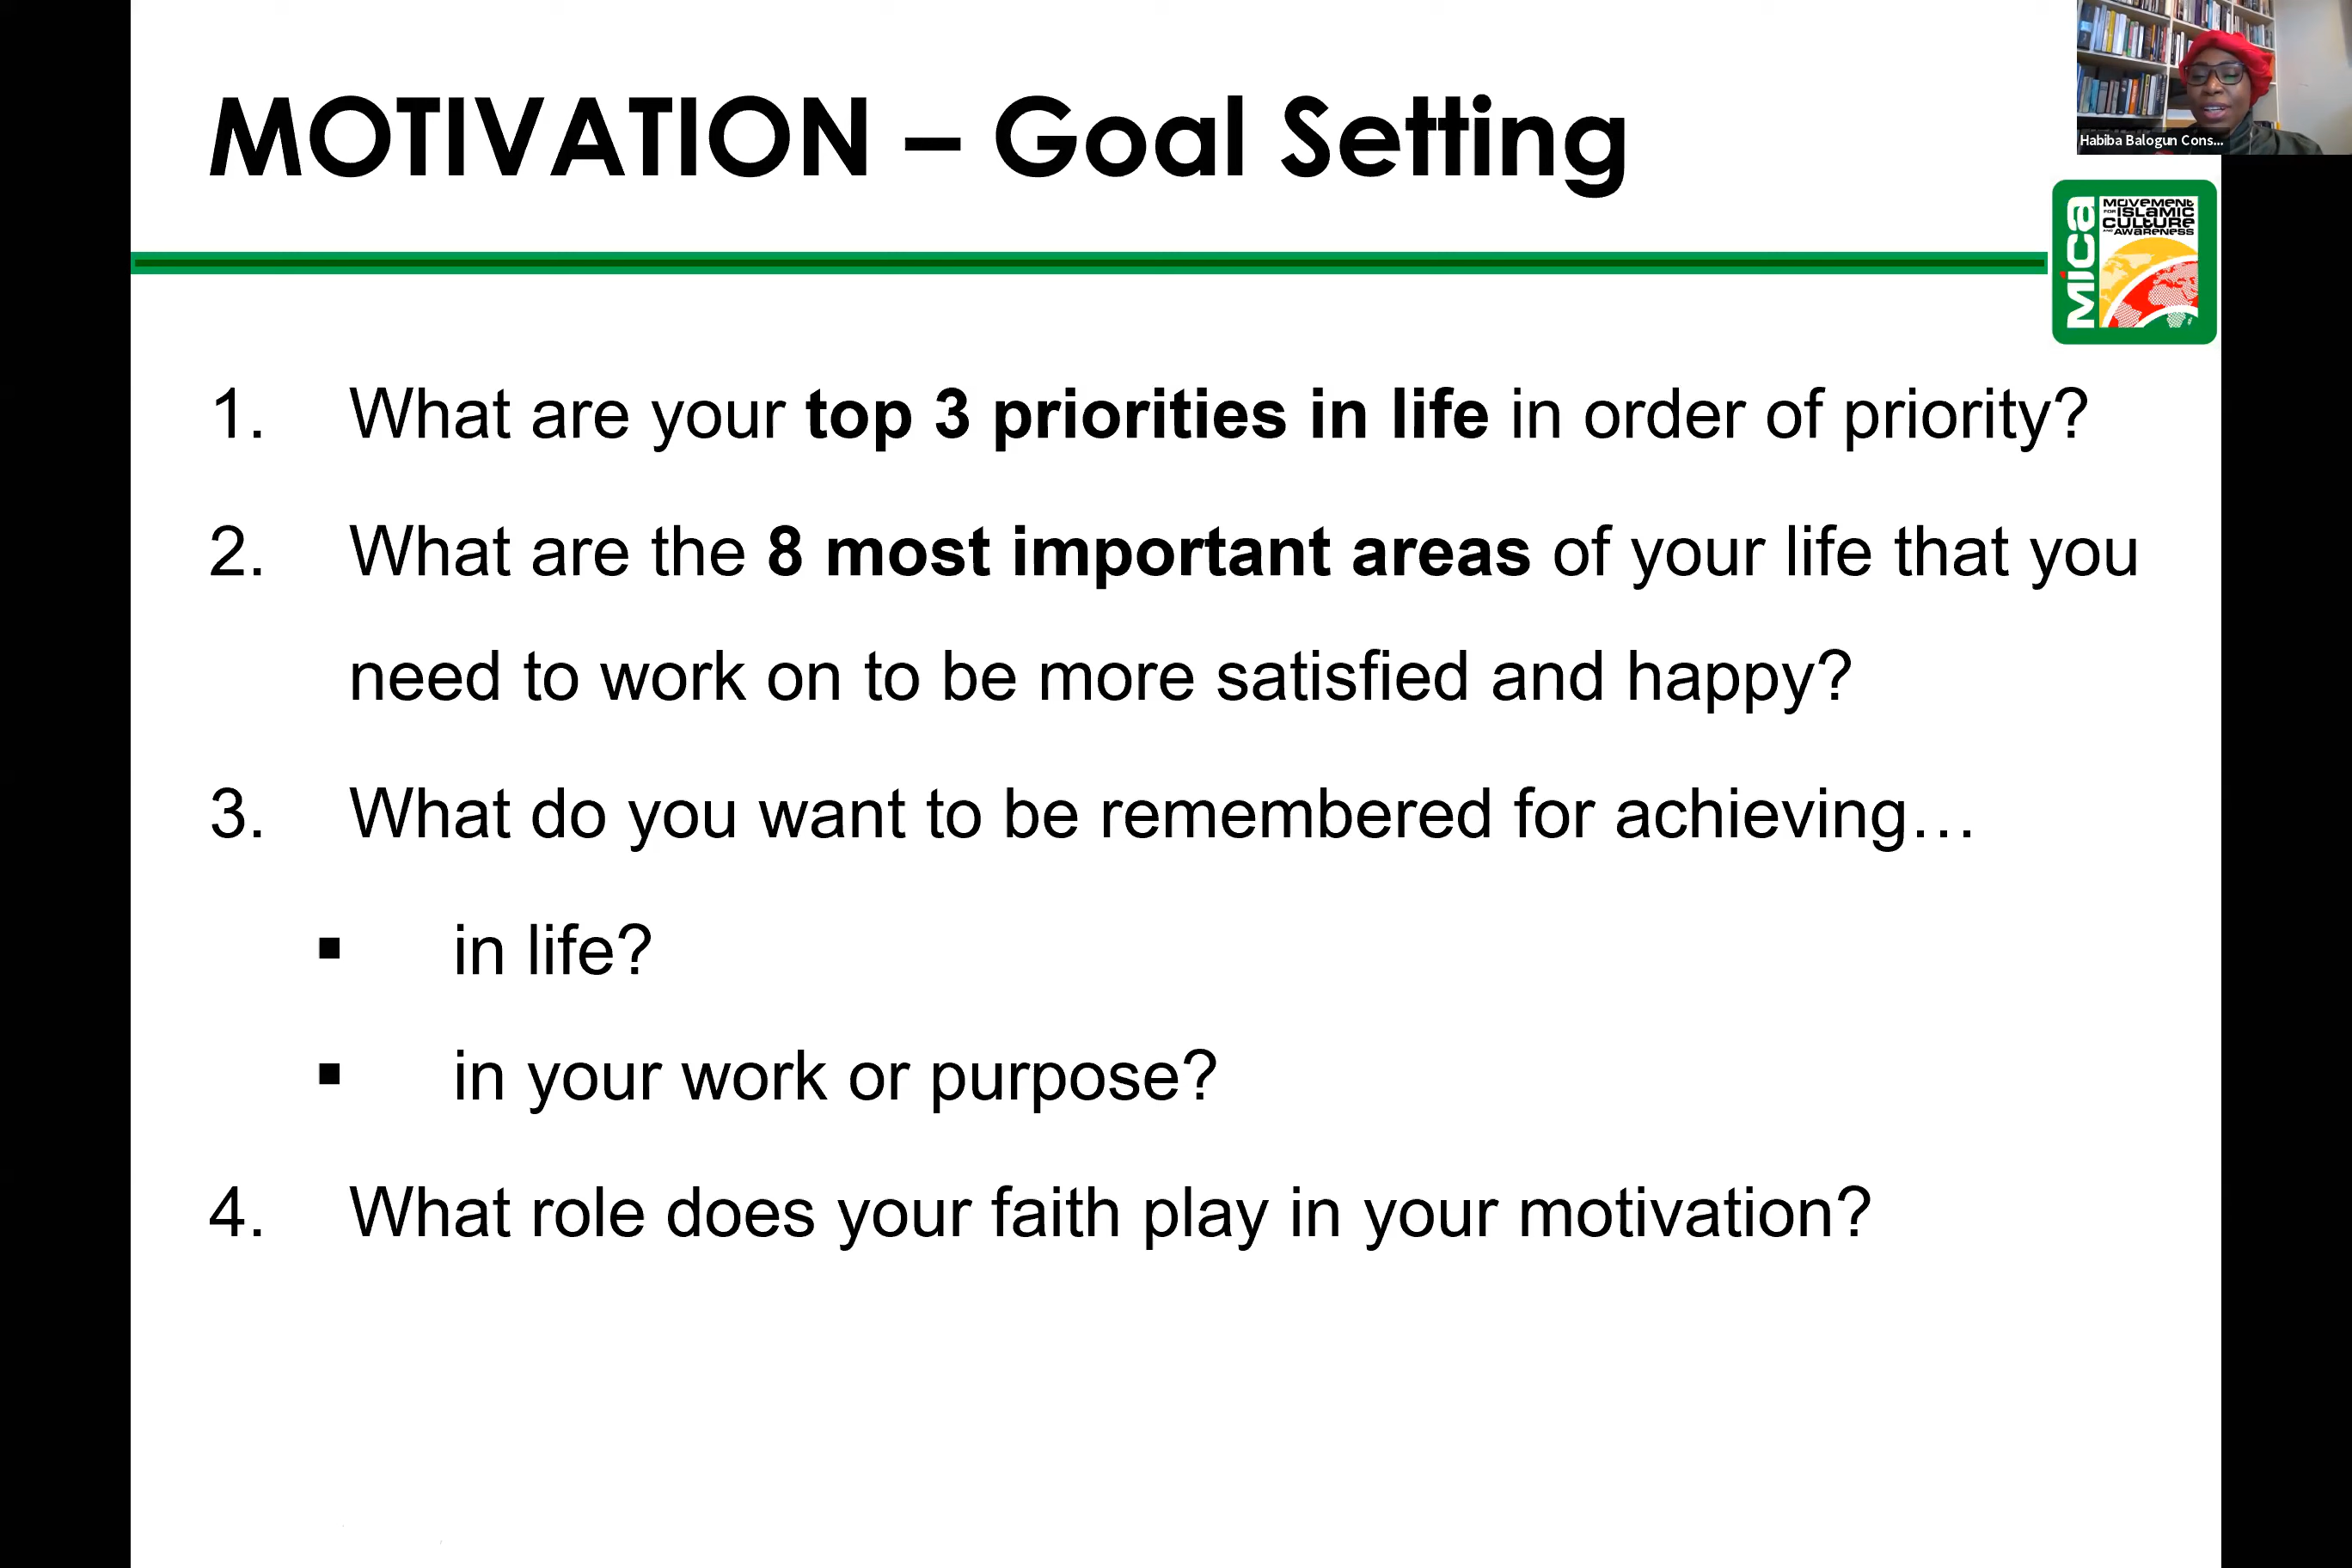 MOTIVATION – Goal Setting
Habiba Balogun Cons...
mica
MOVEMENT
FOR ISLAMIC
CULTURE
AND AWARENESS
1. What are your top 3 priorities in life in order of priority?
2. What are the 8 most important areas of your life that you
need to work on to be more satisfied and happy?
3. What do you want to be remembered for achieving…
▪ in life?
▪ in your work or purpose?
4. What role does your faith play in your motivation?